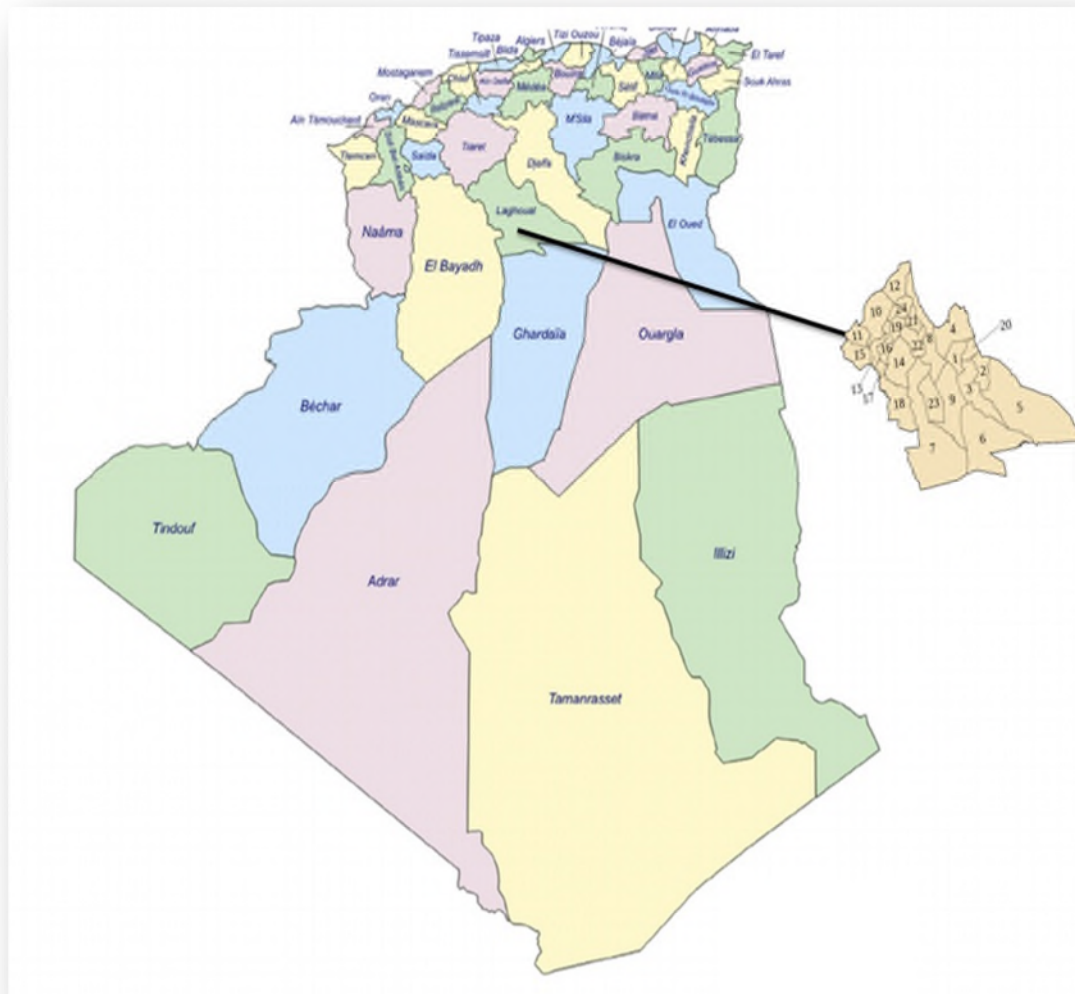 Tipaza
Algiers
Tizi Ouzou
Béjaïa
El Taref
Tissemsilt
Blida
Souk Ahras
Mostaganem
Chlef
Médéa
Bouira
Sétif
Mila
Oran
Aïn Témouchent
Mascara
M'Sila
Batna
Tébessa
Tlemcen
Saïda
Tiaret
Djelfa
Biskra
Khenchela
Laghouat
El Oued
Naâma
El Bayadh
Ghardaïa
Ouargla
Béchar
Tindouf
Adrar
Illizi
Tamanrasset
12
10
24
21
11
19
4
20
8
15
16
22
1
14
2
13
17
3
18
23
9
5
7
6